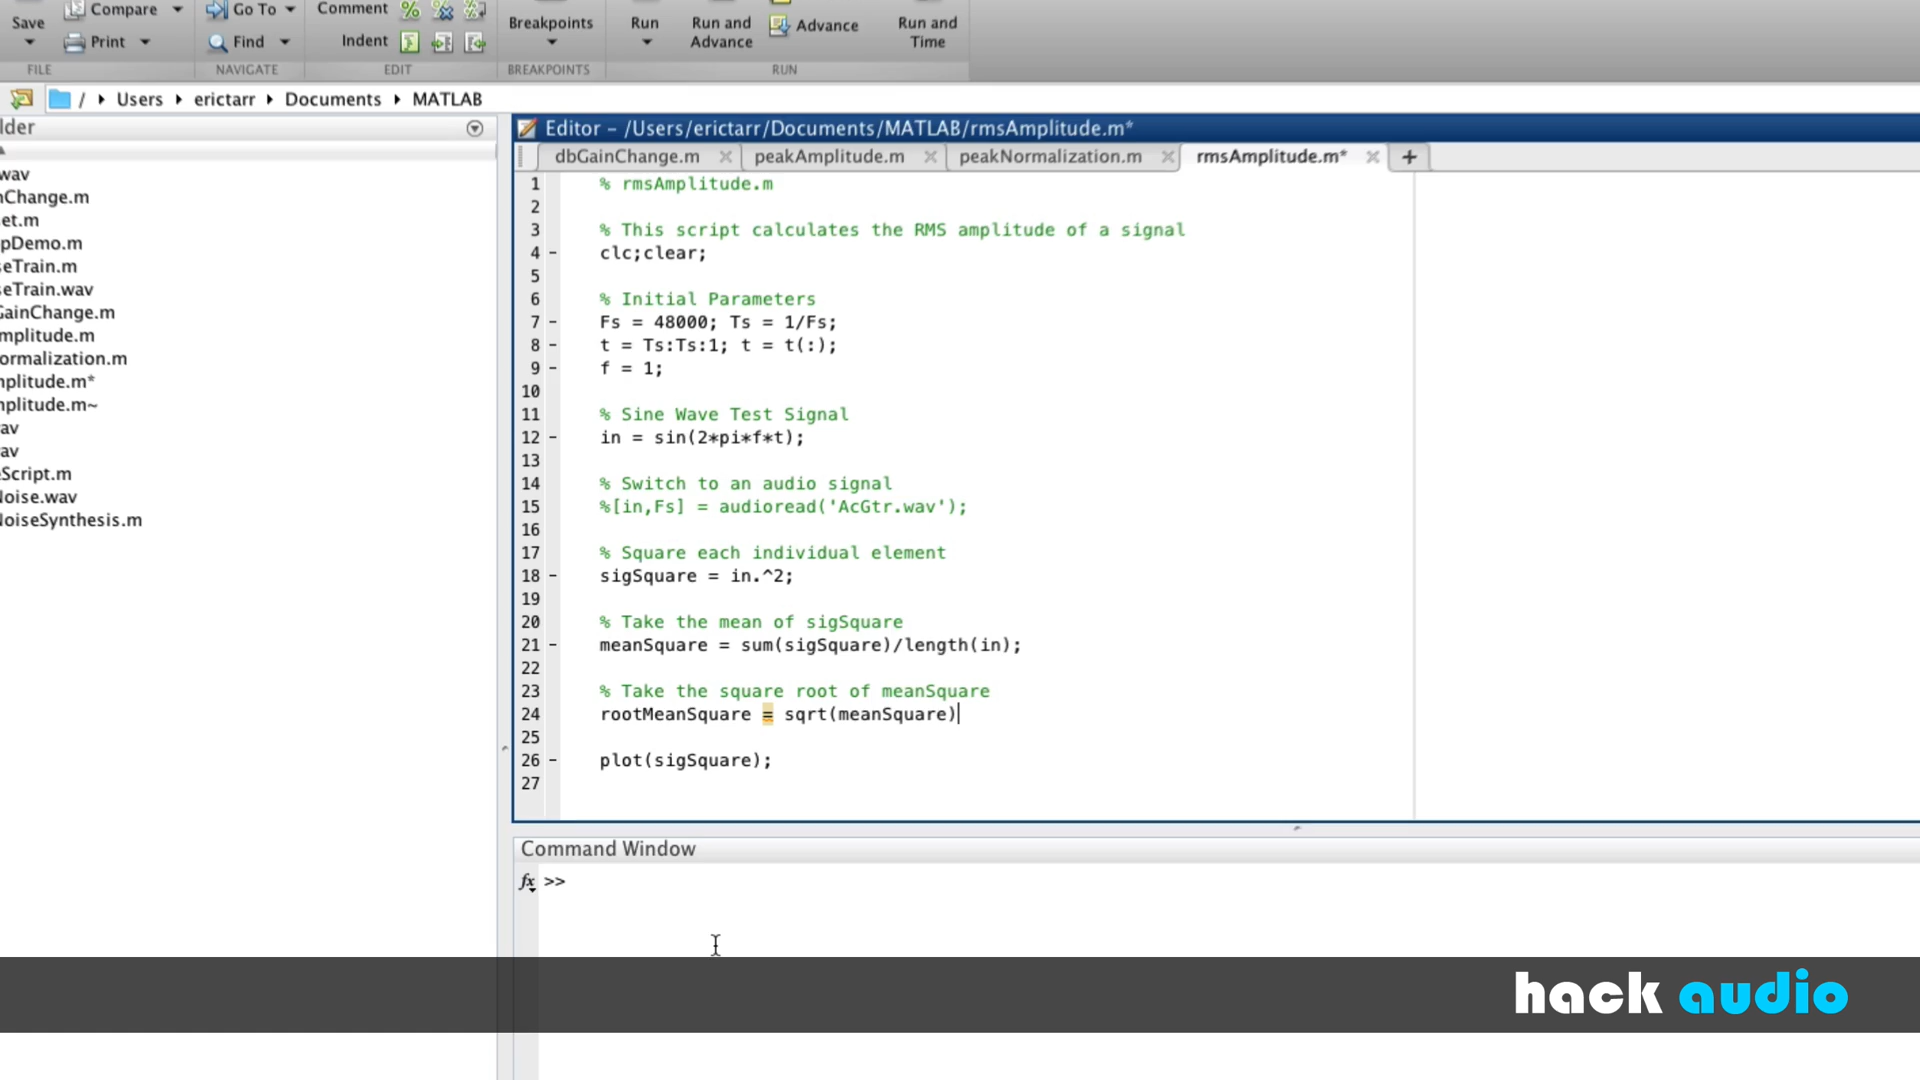 Save
Compare
Print
FILE
Go To
Find
NAVIGATE
Comment
Indent
EDIT
Breakpoints
BREAKPOINTS
Run
Run and
Advance
Advance
Run and
Time
RUN
/ Users erictarr Documents MATLAB
lder
wav
nChange.m
et.m
pDemo.m
seTrain.m
seTrain.wav
GainChange.m
mplitude.m
ormalization.m
nplitude.m*
nplitude.m~
av
av
Script.m
Noise.wav
NoiseSynthesis.m
Editor – /Users/erictarr/Documents/MATLAB/rmsAmplitude.m*
dbGainChange.m peakAmplitude.m peakNormalization.m rmsAmplitude.m* +
1 % rmsAmplitude.m
2
3 % This script calculates the RMS amplitude of a signal
4 - clc;clear;
5
6 % Initial Parameters
7 - Fs = 48000; Ts = 1/Fs;
8 - t = Ts:Ts:1; t = t(:);
9 - f = 1;
10
11 % Sine Wave Test Signal
12 - in = sin(2*pi*f*t);
13
14 % Switch to an audio signal
15 %[in,Fs] = audioread('AcGtr.wav');
16
17 % Square each individual element
18 - sigSquare = in.^2;
19
20 % Take the mean of sigSquare
21 - meanSquare = sum(sigSquare)/length(in);
22
23 % Take the square root of meanSquare
24 rootMeanSquare = sqrt(meanSquare)
25
26 - plot(sigSquare);
27
Command Window
fx >>
hack audio